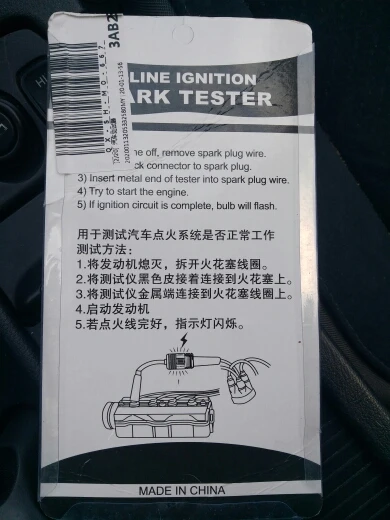 LINE IGNITION
ARK TESTER
3AB2
QX-SH-MO-667
ne off, remove spark plug wire.
ck connector to spark plug.
3) Insert metal end of tester into spark plug wire.
4) Try to start the engine.
5) If ignition circuit is complete, bulb will flash.
用于测试汽车点火系统是否正常工作
测试方法：
1.将发动机熄灭，拆开火花塞线圈。
2.将测试仪黑色皮接着连接到火花塞上。
3.将测试仪金属端连接到火花塞线圈上。
4.启动发动机
5.若点火线完好，指示灯闪烁。
MADE IN CHINA